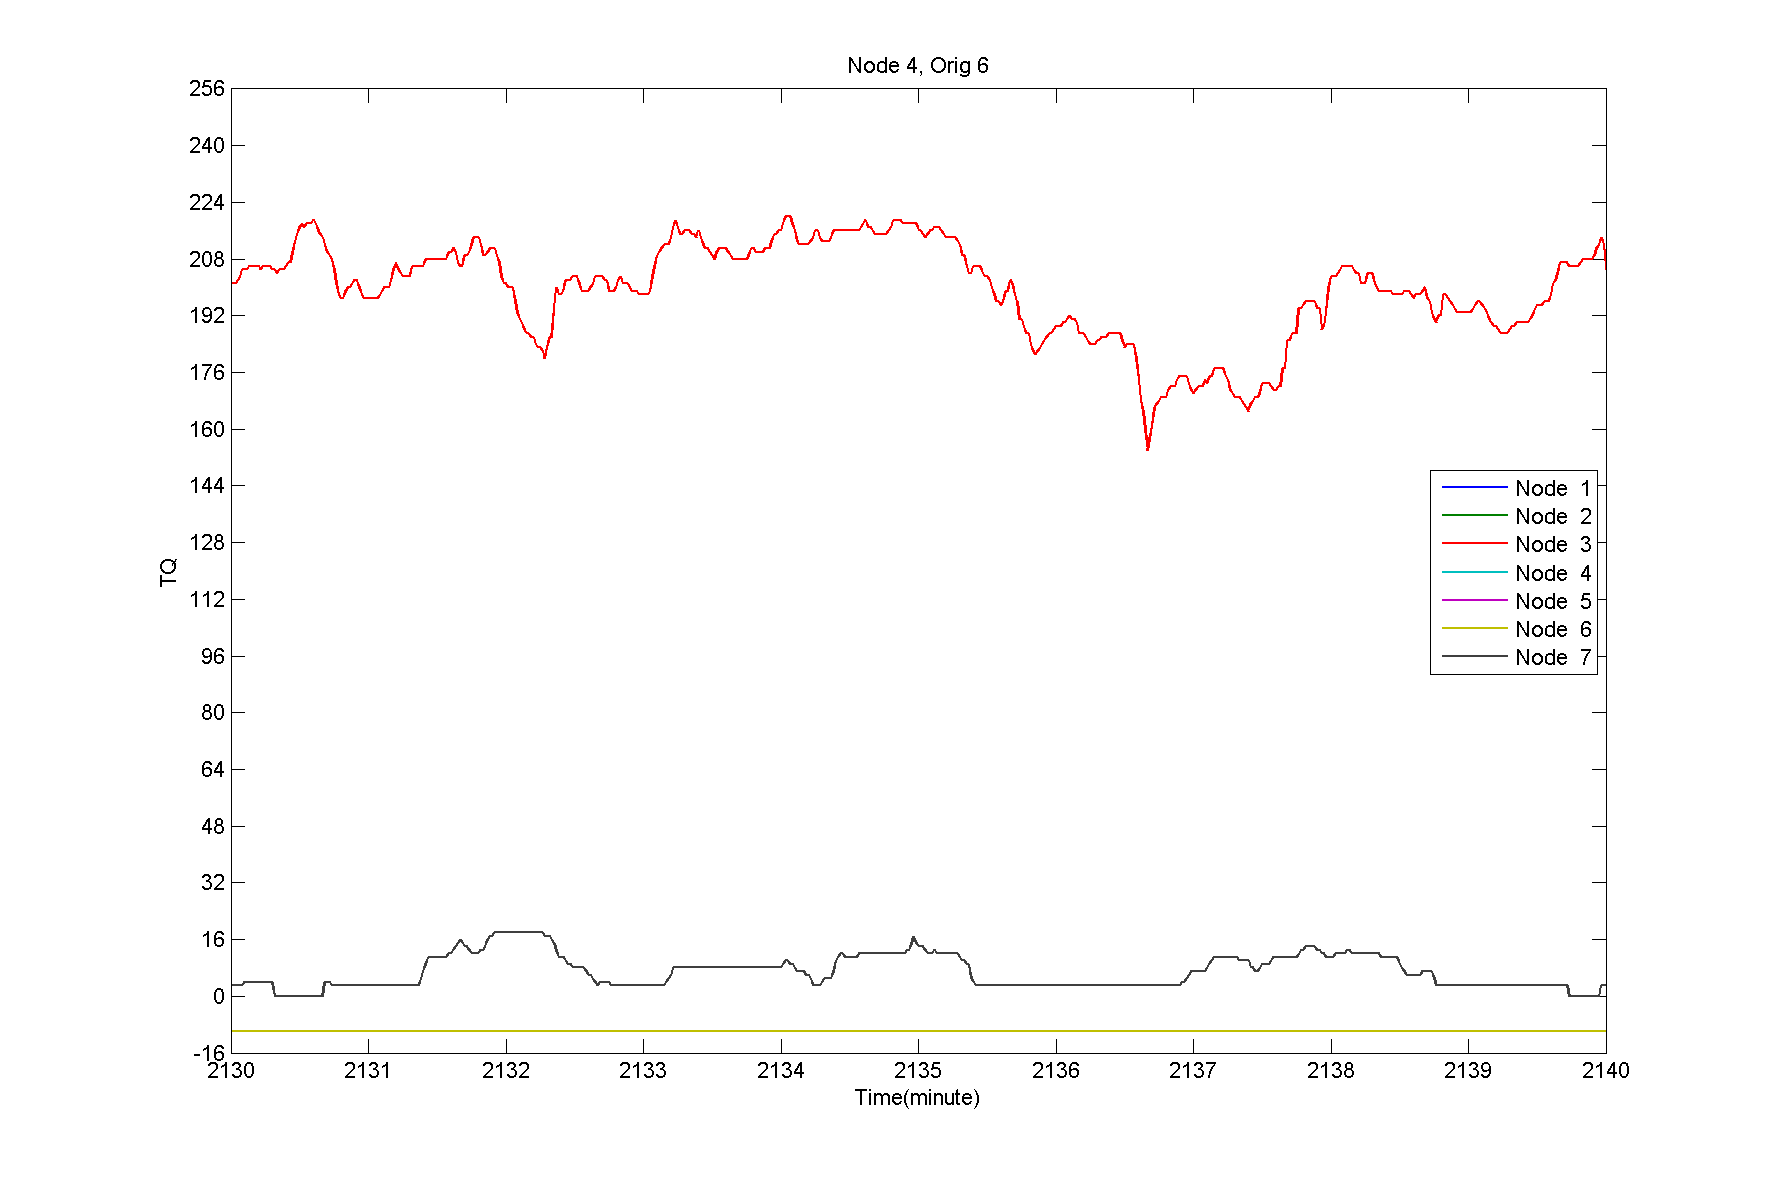 Node 4, Orig 6
256
240
224
208
192
176
160
144
128
112
96
80
64
48
32
16
0
-16
TQ
Node 1
Node 2
Node 3
Node 4
Node 5
Node 6
Node 7
2130 2131 2132 2133 2134 2135 2136 2137 2138 2139 2140
Time(minute)